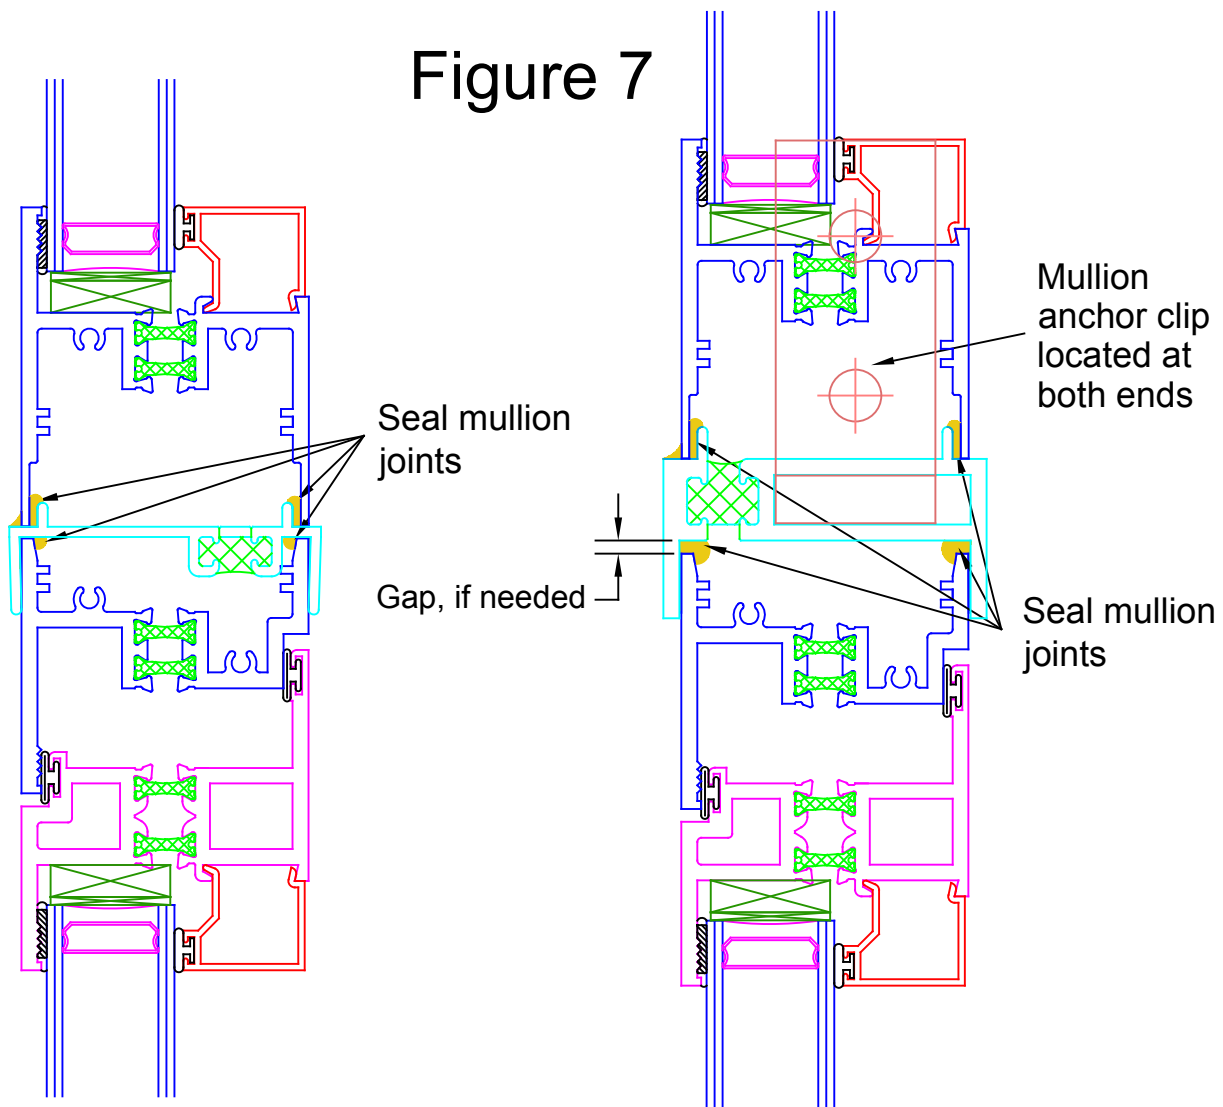 Figure 7
Mullion
anchor clip
located at
both ends
Seal mullion
joints
Gap, if needed
Seal mullion
joints